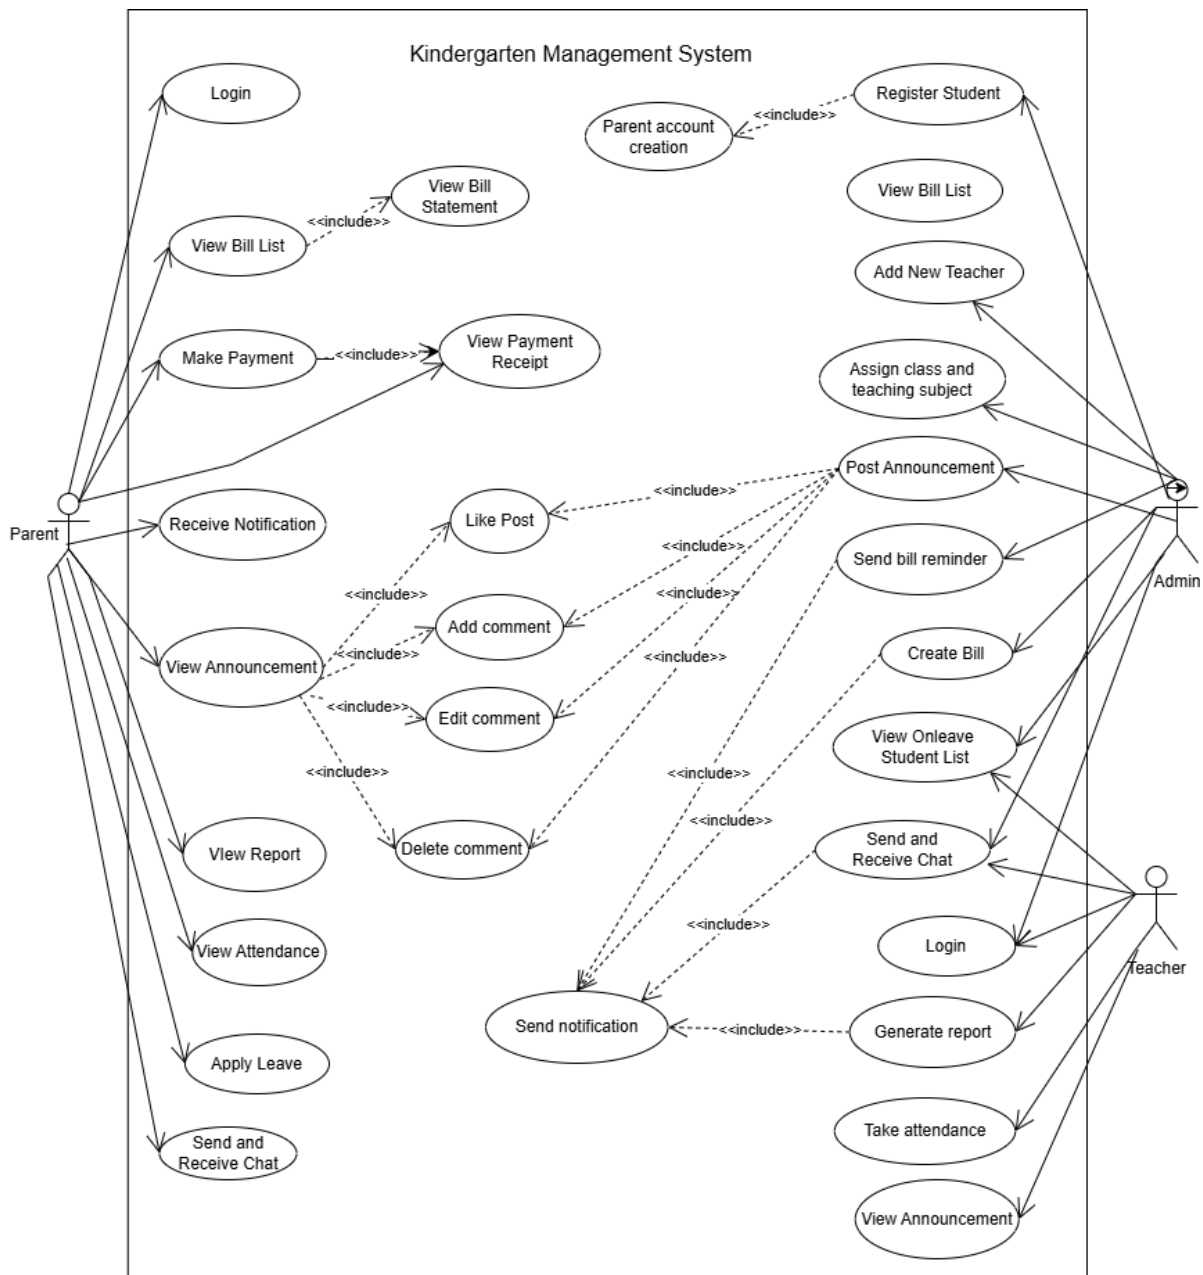 Kindergarten Management System
Login
Register Student
<<include>>
Parent account
creation
View Bill
Statement
View Bill List
<<include>>
View Bill List
Add New Teacher
View Payment
Receipt
Make Payment
<<include>>
Assign class and
teaching subject
Post Announcement
<<include>>
Like Post
Receive Notification
Parent
Send bill reminder
Admin
<<include>>
<<include>>
<<include>>
Add comment
<<include>>
<<include>>
View Announcement
Create Bill
<<include>>
Edit comment
View Onleave
Student List
<<include>>
<<include>>
<<include>>
Send and
Receive Chat
Delete comment
VIew Report
<<include>>
View Attendance
Login
Teacher
Send notification
<<include>>
Generate report
Apply Leave
Take attendance
Send and
Receive Chat
View Announcement